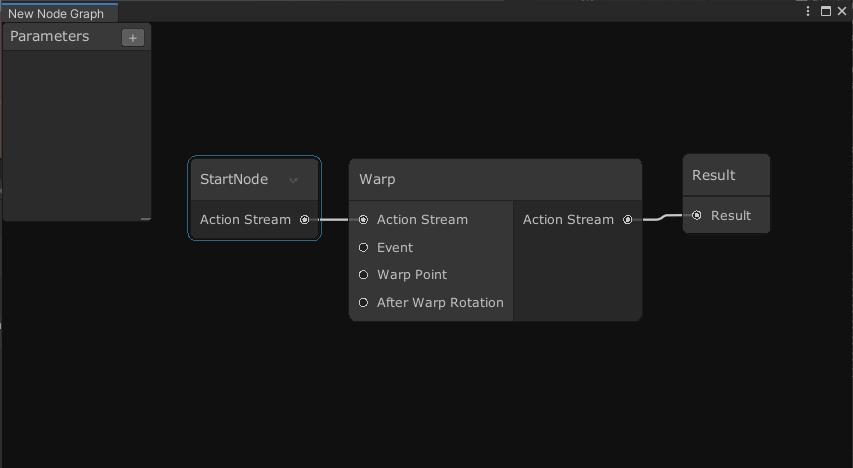 New Node Graph
Parameters +
StartNode
Action Stream
Warp
Action Stream
Event
Warp Point
After Warp Rotation
Action Stream
Result
Result